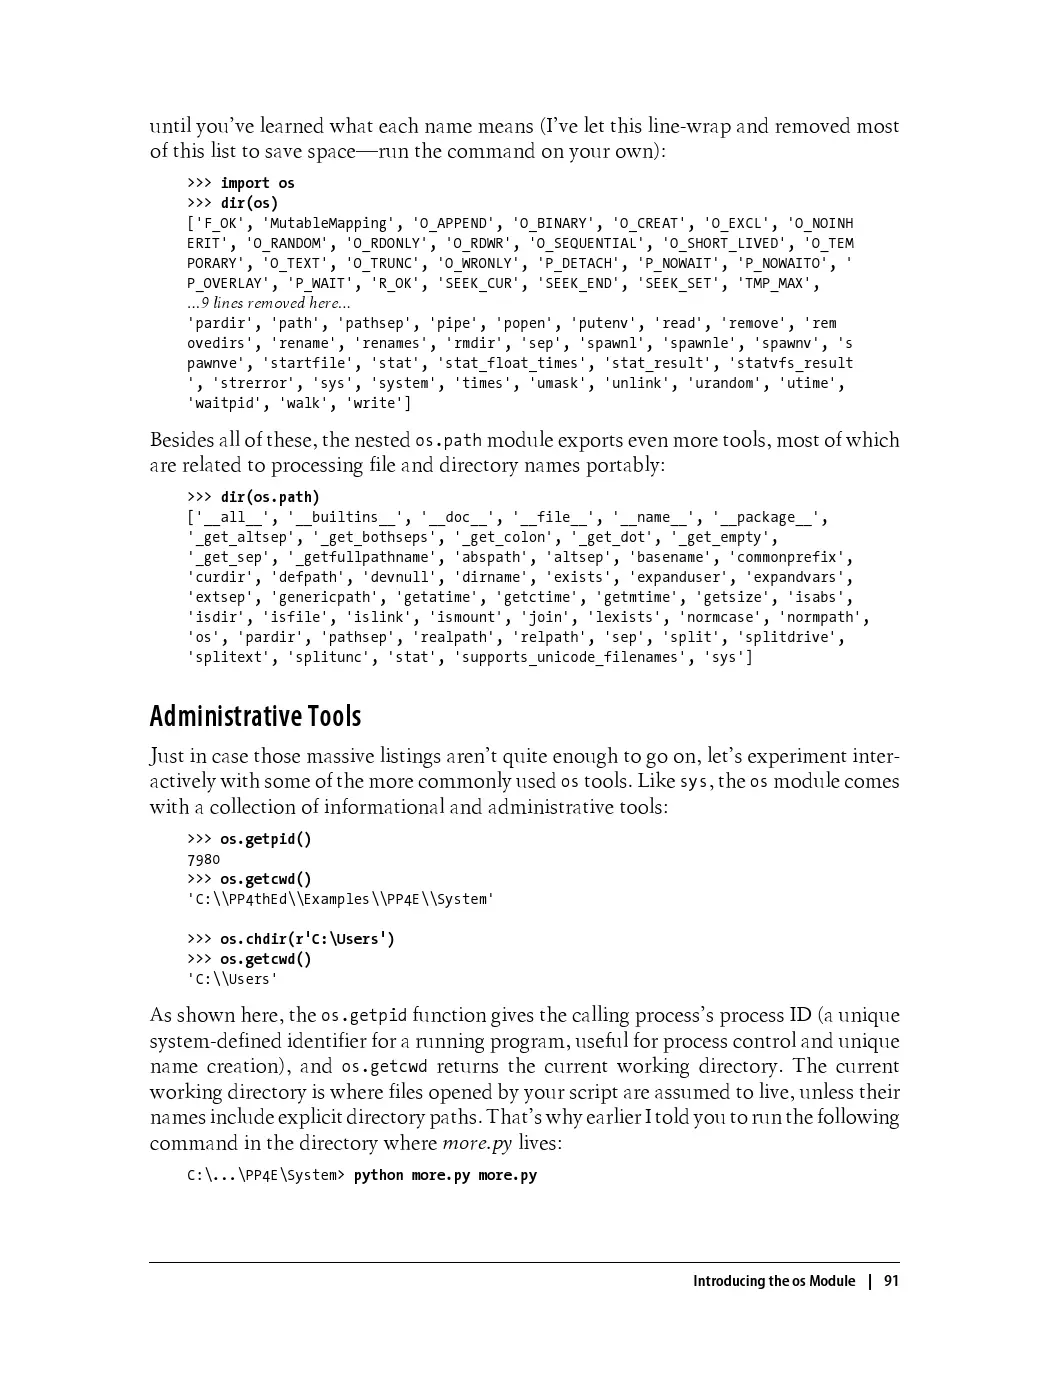 until you’ve learned what each name means (I’ve let this line-wrap and removed most
of this list to save space—run the command on your own):
>>> import os
>>> dir(os)
['F_OK', 'MutableMapping', 'O_APPEND', 'O_BINARY', 'O_CREAT', 'O_EXCL', 'O_NOINH
ERIT', 'O_RANDOM', 'O_RDONLY', 'O_RDWR', 'O_SEQUENTIAL', 'O_SHORT_LIVED', 'O_TEM
PORARY', 'O_TEXT', 'O_TRUNC', 'O_WRONLY', 'P_DETACH', 'P_NOWAIT', 'P_NOWAITO', '
P_OVERLAY', 'P_WAIT', 'R_OK', 'SEEK_CUR', 'SEEK_END', 'SEEK_SET', 'TMP_MAX',
...9 lines removed here...
'pardir', 'path', 'pathsep', 'pipe', 'popen', 'putenv', 'read', 'remove', 'rem
ovedirs', 'rename', 'renames', 'rmdir', 'sep', 'spawnl', 'spawnle', 'spawnv', 's
pawnve', 'startfile', 'stat', 'stat_float_times', 'stat_result', 'statvfs_result
', 'strerror', 'sys', 'system', 'times', 'umask', 'unlink', 'urandom', 'utime',
'waitpid', 'walk', 'write']
Besides all of these, the nested os.path module exports even more tools, most of which
are related to processing file and directory names portably:
>>> dir(os.path)
['__all__', '__builtins__', '__doc__', '__file__', '__name__', '__package__',
'_get_altsep', '_get_bothseps', '_get_colon', '_get_dot', '_get_empty',
'_get_sep', '_getfullpathname', 'abspath', 'altsep', 'basename', 'commonprefix',
'curdir', 'defpath', 'devnull', 'dirname', 'exists', 'expanduser', 'expandvars',
'extsep', 'genericpath', 'getatime', 'getctime', 'getmtime', 'getsize', 'isabs',
'isdir', 'isfile', 'islink', 'ismount', 'join', 'lexists', 'normcase', 'normpath',
'os', 'pardir', 'pathsep', 'realpath', 'relpath', 'sep', 'split', 'splitdrive',
'splitext', 'splitunc', 'stat', 'supports_unicode_filenames', 'sys']
Administrative Tools
Just in case those massive listings aren’t quite enough to go on, let’s experiment inter-
actively with some of the more commonly used os tools. Like sys, the os module comes
with a collection of informational and administrative tools:
>>> os.getpid()
7980
>>> os.getcwd()
'C:\\PP4thEd\\Examples\\PP4E\\System'
>>> os.chdir(r'C:\Users')
>>> os.getcwd()
'C:\\Users'
As shown here, the os.getpid function gives the calling process’s process ID (a unique
system-defined identifier for a running program, useful for process control and unique
name creation), and os.getcwd returns the current working directory. The current
working directory is where files opened by your script are assumed to live, unless their
names include explicit directory paths. That’s why earlier I told you to run the following
command in the directory where more.py lives:
C:\...\PP4E\System> python more.py more.py
Introducing the os Module | 91